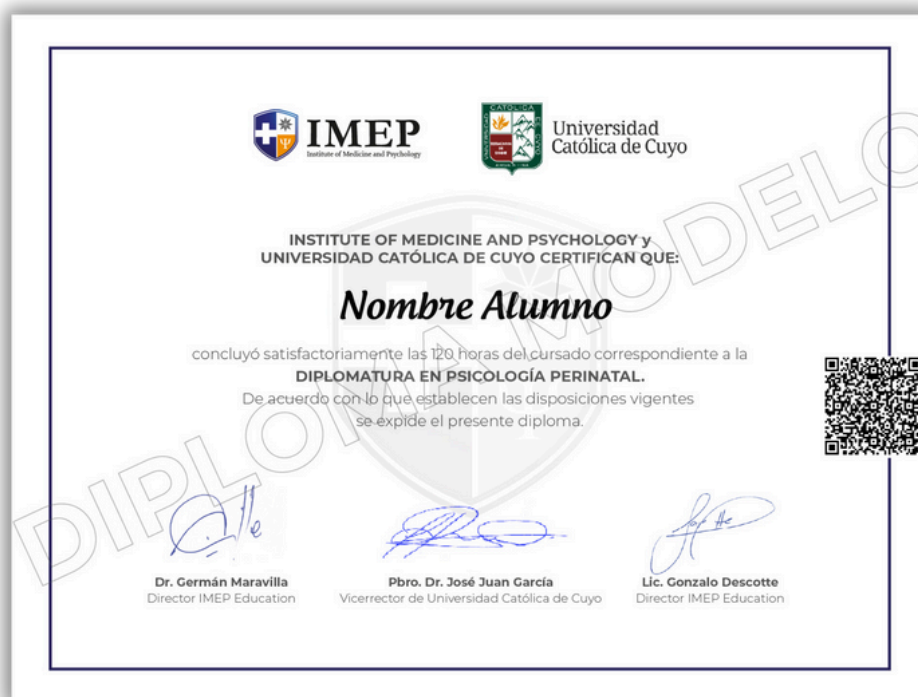 IMEP
Institute of Medicine and Psychology
Universidad
Católica de Cuyo
INSTITUTE OF MEDICINE AND PSYCHOLOGY y
UNIVERSIDAD CATÓLICA DE CUYO CERTIFICAN QUE:
Nombre Alumno
concluyó satisfactoriamente las 120 horas del cursado correspondiente a la
DIPLOMATURA EN PSICOLOGÍA PERINATAL.
De acuerdo con lo que establecen las disposiciones vigentes
se expide el presente diploma.
DIPLOMA MODELO
Dr. Germán Maravilla
Director IMEP Education
Pbro. Dr. José Juan García
Vicerrector de Universidad Católica de Cuyo
Lic. Gonzalo Descotte
Director IMEP Education